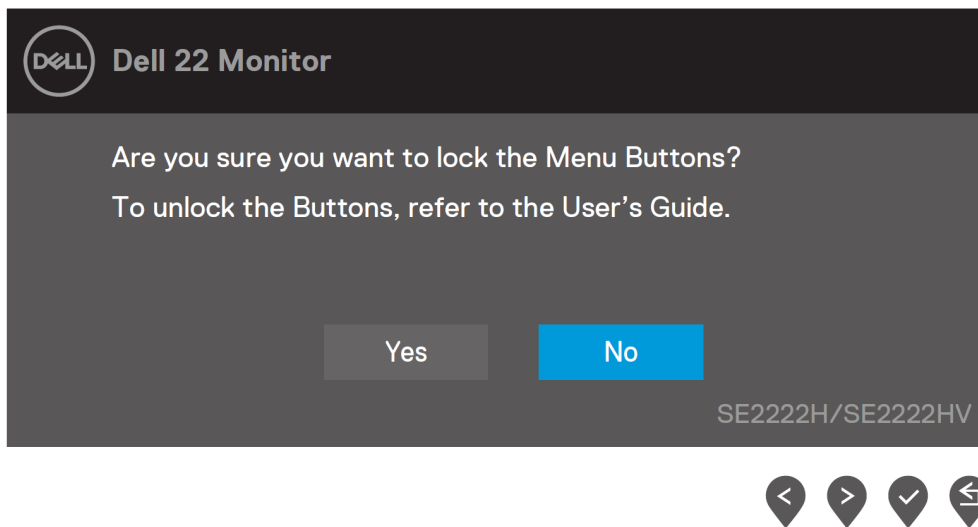 DELL
Dell 22 Monitor
Are you sure you want to lock the Menu Buttons?
To unlock the Buttons, refer to the User’s Guide.
Yes No
SE2222H/SE2222HV